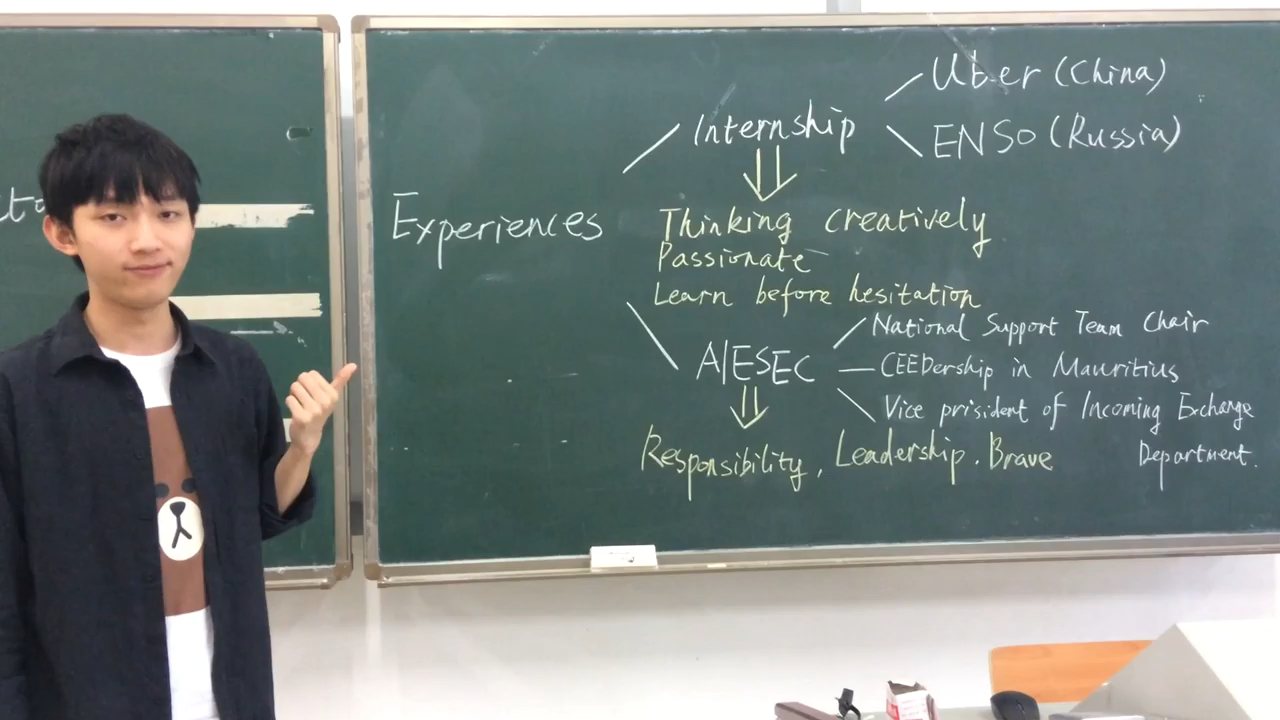 Uber (China)
Internship
ENSO (Russia)
Experiences
Thinking creatively
Passionate
Learn before hesitation
AIESEC
National Support Team Chair
CEEDership in Mauritius
Vice prisident of Incoming Exchange
Department.
Responsibility, Leadership. Brave